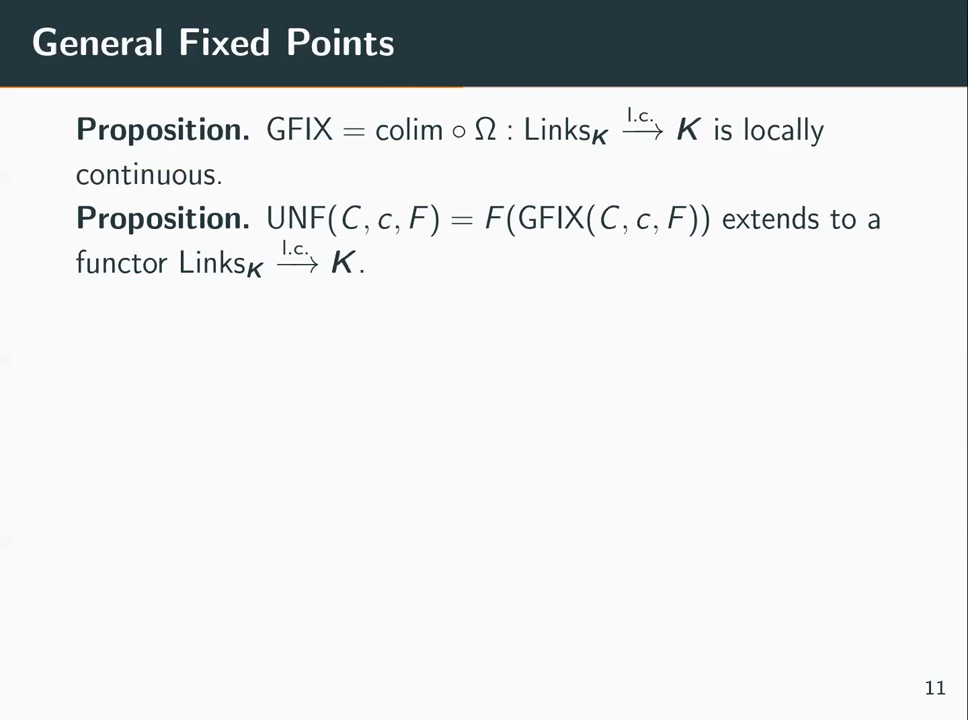 General Fixed Points
Proposition. GFIX = colim ∘ Ω : Links_K —l.c.→ K is locally
continuous.
Proposition. UNF(C, c, F) = F(GFIX(C, c, F)) extends to a
functor Links_K —l.c.→ K.
11